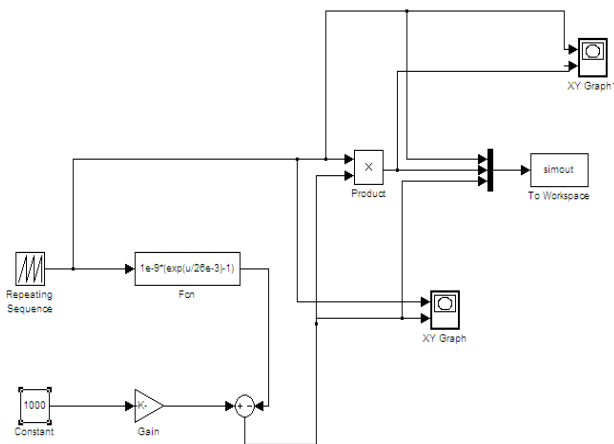 XY Graph1
X
Product
simout
To Workspace
Repeating
Sequence
1e-9*(exp(u/26e-3)-1)
Fcn
XY Graph
1000
Constant
K-
Gain
+ -